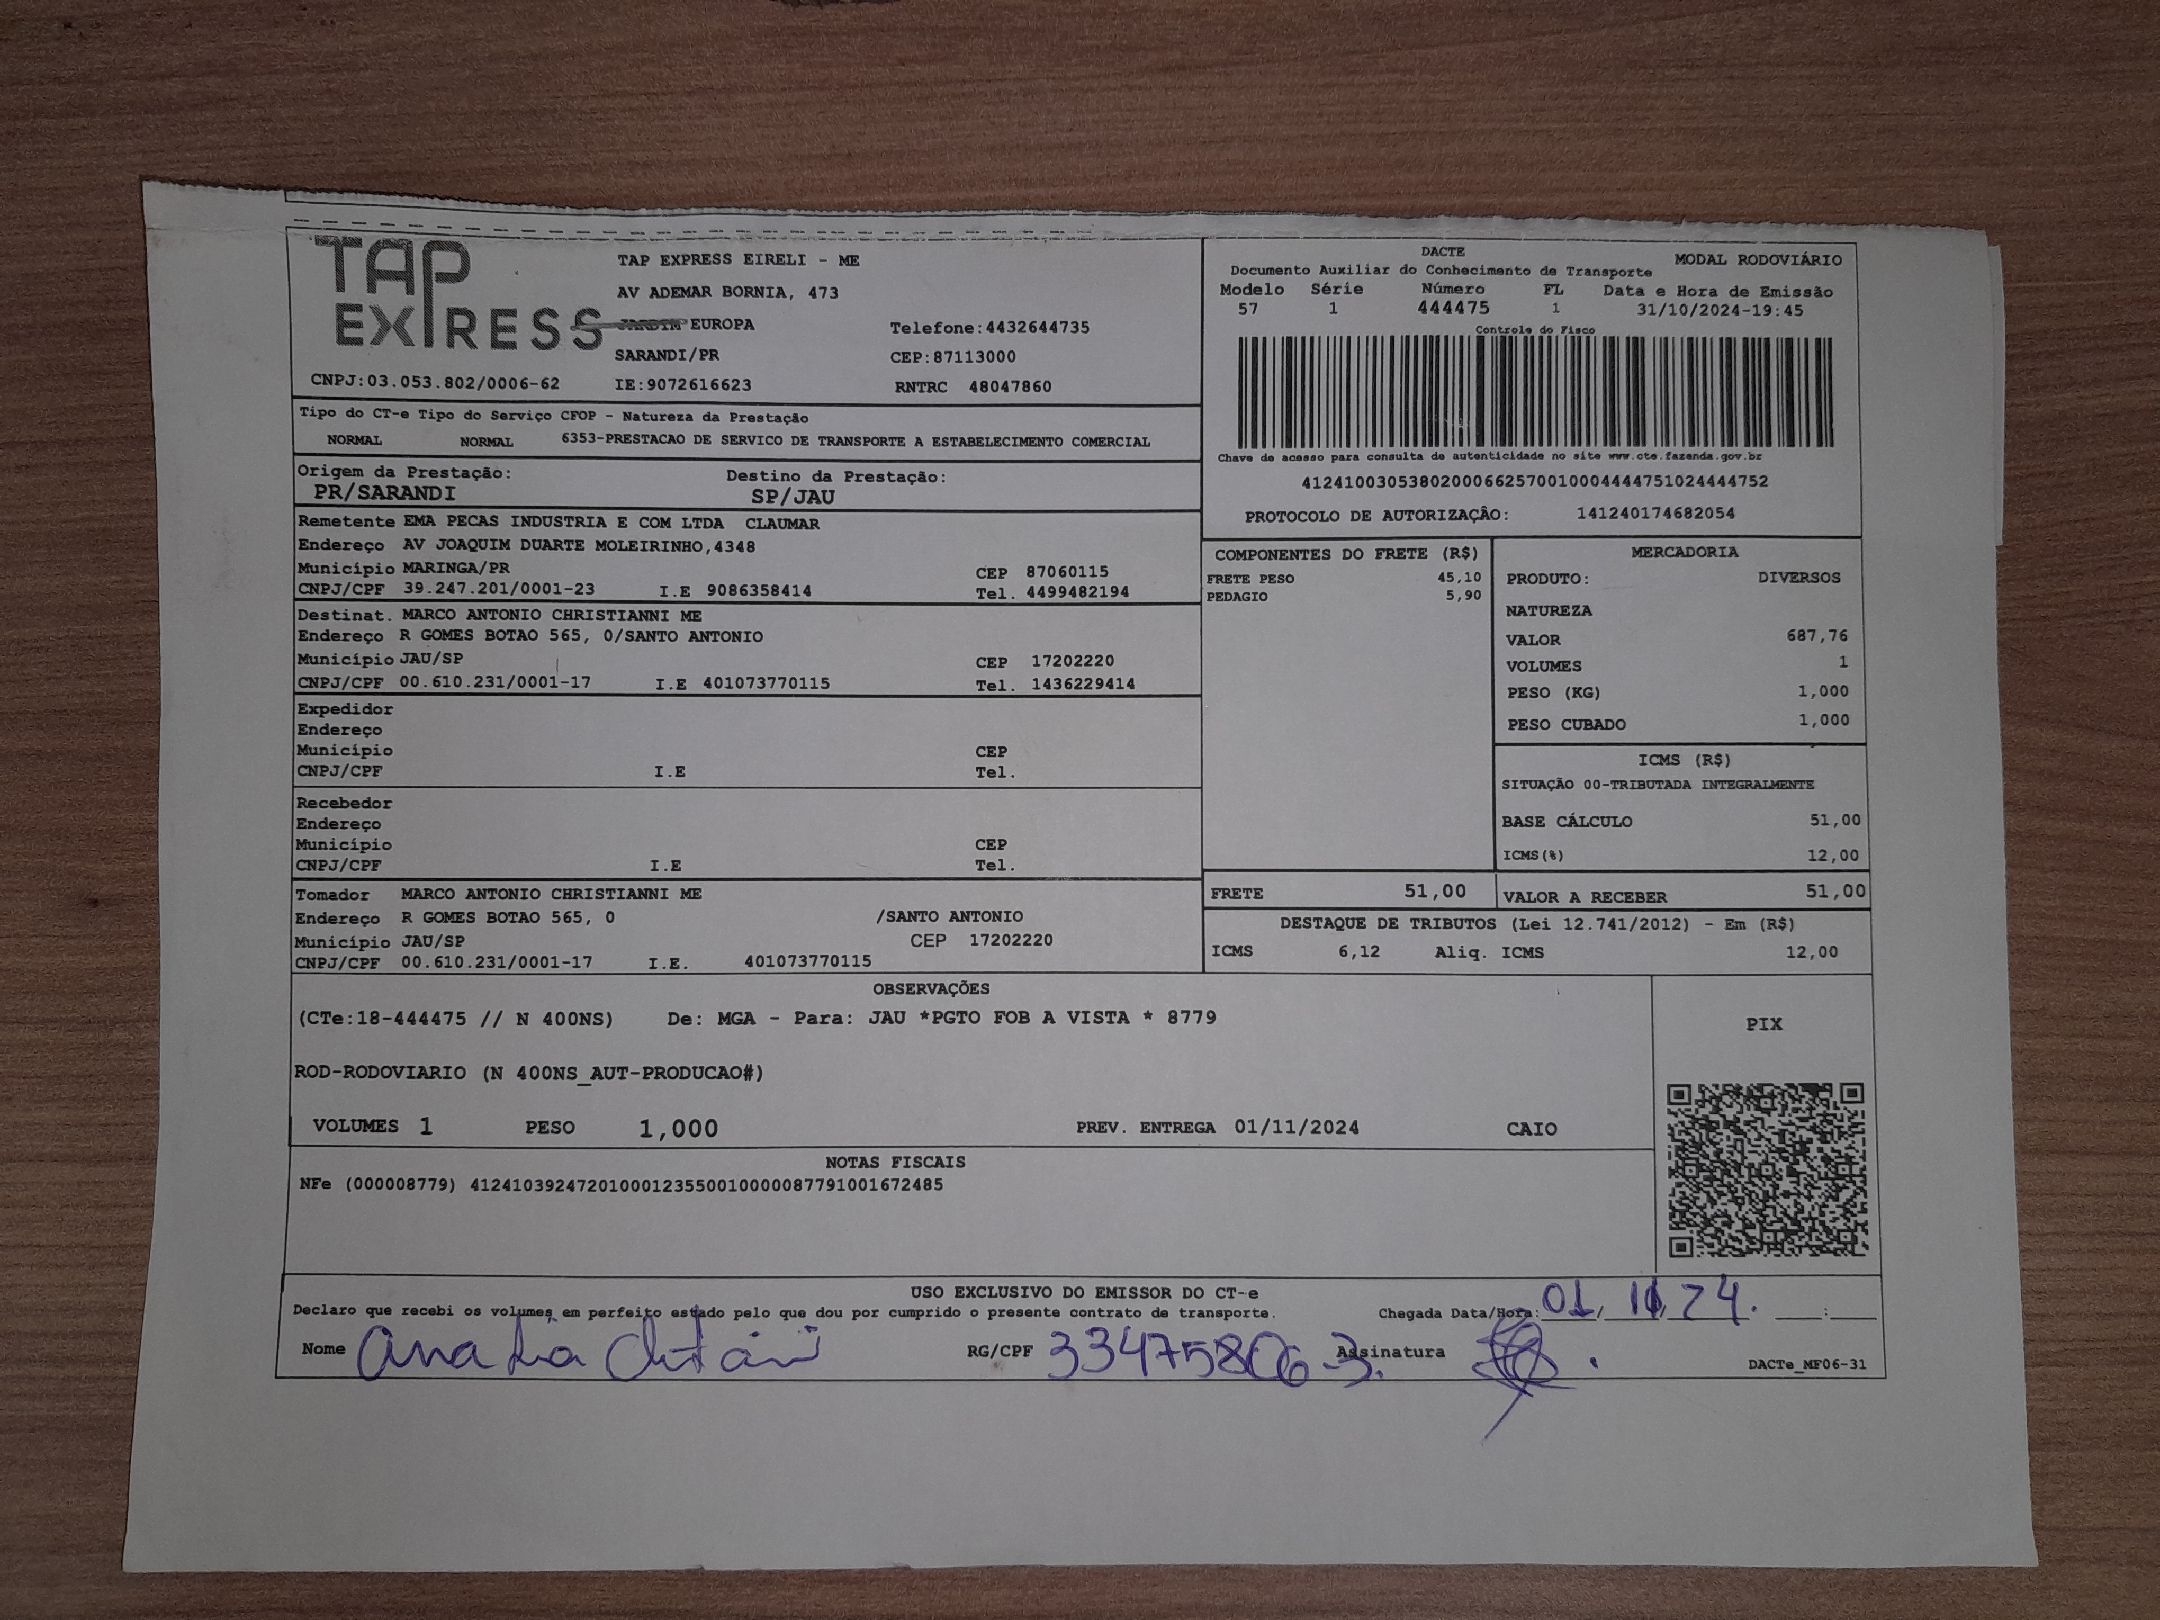 TAP
EXPRESS
TAP EXPRESS EIRELI - ME
AV ADEMAR BORNIA, 473
JARDIM EUROPA
Telefone:4432644735
SARANDI/PR
CEP:87113000
CNPJ:03.053.802/0006-62
IE:9072616623
RNTRC 48047860
DACTE
MODAL RODOVIÁRIO
Documento Auxiliar do Conhecimento de Transporte
Modelo Série Número FL Data e Hora de Emissão
57 1 444475 1 31/10/2024-19:45
Controle do Fisco
Chave de acesso para consulta de autenticidade no site www.cte.fazenda.gov.br
41241003053802000662570010004444751024444752
PROTOCOLO DE AUTORIZAÇÂO: 141240174682054
Tipo do CT-e Tipo do Serviço CFOP - Natureza da Prestação
NORMAL NORMAL 6353-PRESTACAO DE SERVICO DE TRANSPORTE A ESTABELECIMENTO COMERCIAL
Origem da Prestação: Destino da Prestação:
PR/SARANDI SP/JAU
Remetente EMA PECAS INDUSTRIA E COM LTDA CLAUMAR
Endereço AV JOAQUIM DUARTE MOLEIRINHO,4348
Município MARINGA/PR CEP 87060115
CNPJ/CPF 39.247.201/0001-23 I.E 9086358414 Tel. 4499482194
Destinat. MARCO ANTONIO CHRISTIANNI ME
Endereço R GOMES BOTAO 565, 0/SANTO ANTONIO
Município JAU/SP CEP 17202220
CNPJ/CPF 00.610.231/0001-17 I.E 401073770115 Tel. 1436229414
Expedidor
Endereço
Município CEP
CNPJ/CPF I.E Tel.
Recebedor
Endereço
Município CEP
CNPJ/CPF I.E Tel.
Tomador MARCO ANTONIO CHRISTIANNI ME
Endereço R GOMES BOTAO 565, 0 /SANTO ANTONIO
Município JAU/SP CEP 17202220
CNPJ/CPF 00.610.231/0001-17 I.E. 401073770115
COMPONENTES DO FRETE (R$)
FRETE PESO 45,10
PEDAGIO 5,90
MERCADORIA
PRODUTO: DIVERSOS
NATUREZA
VALOR 687,76
VOLUMES 1
PESO (KG) 1,000
PESO CUBADO 1,000
ICMS (R$)
SITUAÇÃO 00-TRIBUTADA INTEGRALMENTE
BASE CÁLCULO 51,00
ICMS(%) 12,00
FRETE 51,00 VALOR A RECEBER 51,00
DESTAQUE DE TRIBUTOS (Lei 12.741/2012) - Em (R$)
ICMS 6,12 Aliq. ICMS 12,00
OBSERVAÇÕES
(CTe:18-444475 // N 400NS) De: MGA - Para: JAU *PGTO FOB A VISTA * 8779
ROD-RODOVIARIO (N 400NS_AUT-PRODUCAO#)
VOLUMES 1 PESO 1,000 PREV. ENTREGA 01/11/2024 CAIO
PIX
NOTAS FISCAIS
NFe (000008779) 41241039247201000123550010000087791001672485
USO EXCLUSIVO DO EMISSOR DO CT-e
Declaro que recebi os volumes em perfeito estado pelo que dou por cumprido o presente contrato de transporte. Chegada Data/Hora: 01/11/24. :
Nome Ana RG/CPF 33475806-3. Assinatura
DACTe_MF06-31